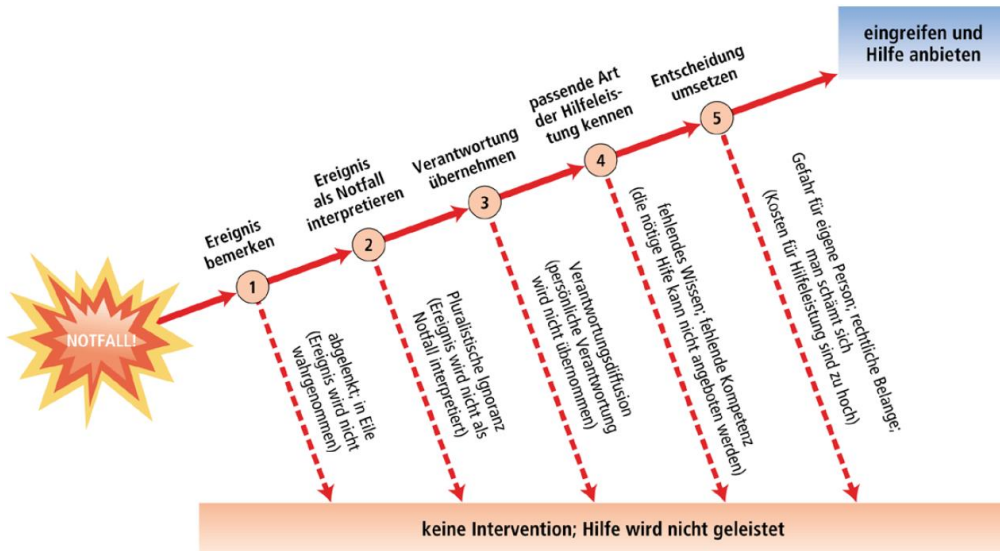 eingreifen und
Hilfe anbieten
Entscheidung
umsetzen
passende Art
der Hilfeleis-
tung kennen
Verantwortung
übernehmen
Ereignis
als Notfall
interpretieren
Ereignis
bemerken
5
4
3
2
1
NOTFALL!
abgelenkt; in Eile
(Ereignis wird nicht
wahrgenommen)
Pluralistische Ignoranz
(Ereignis wird nicht als
Notfall interpretiert)
Verantwortungsdiffusion
(persönliche Verantwortung
wird nicht übernommen)
fehlendes Wissen; fehlende Kompetenz
(die nötige Hife kann nicht angeboten werden)
Gefahr für eigene Person; rechtliche Belange;
man schämt sich
(Kosten für Hilfeleistung sind zu hoch)
keine Intervention; Hilfe wird nicht geleistet